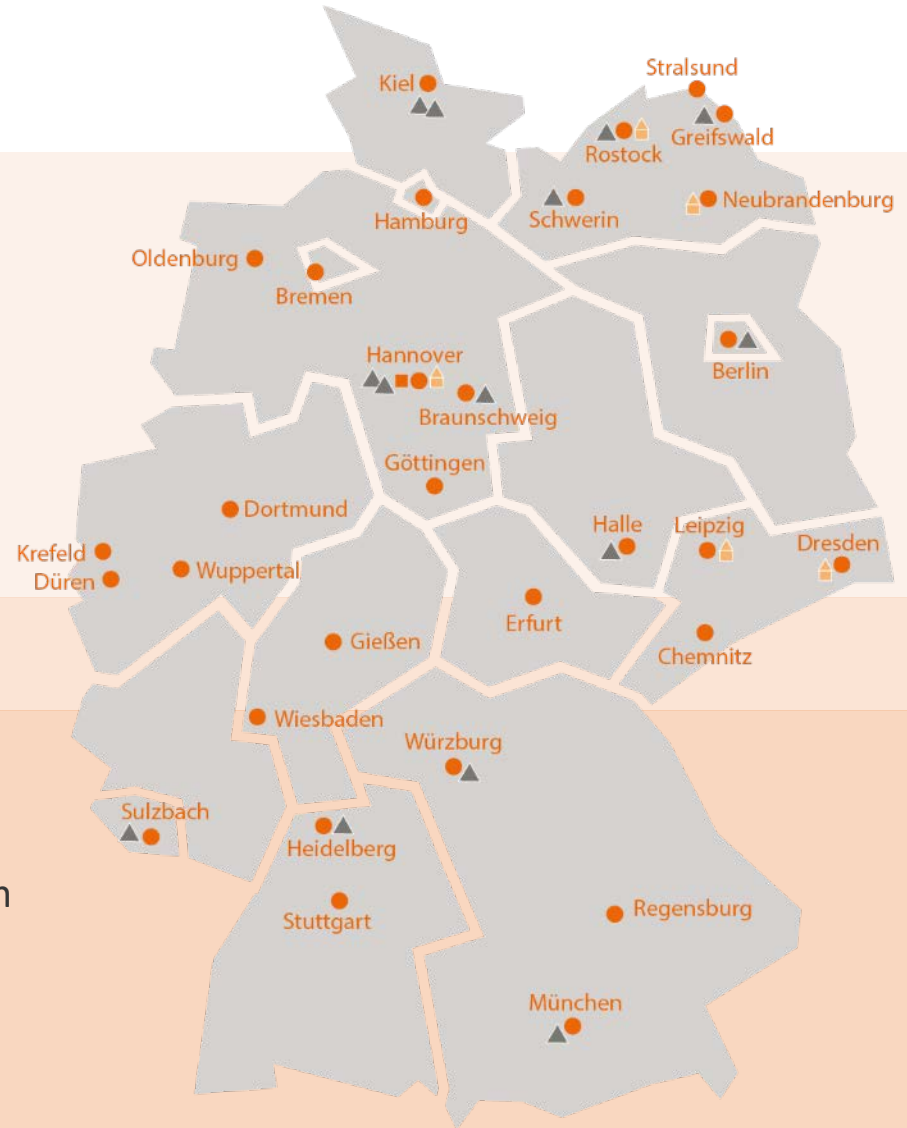 Stralsund
Kiel
Greifswald
Rostock
Neubrandenburg
Schwerin
Hamburg
Oldenburg
Bremen
Hannover
Berlin
Braunschweig
Göttingen
Dortmund
Halle
Leipzig
Dresden
Krefeld
Wuppertal
Düren
Erfurt
Gießen
Chemnitz
Wiesbaden
Würzburg
Sulzbach
Heidelberg
n
Stuttgart
Regensburg
München